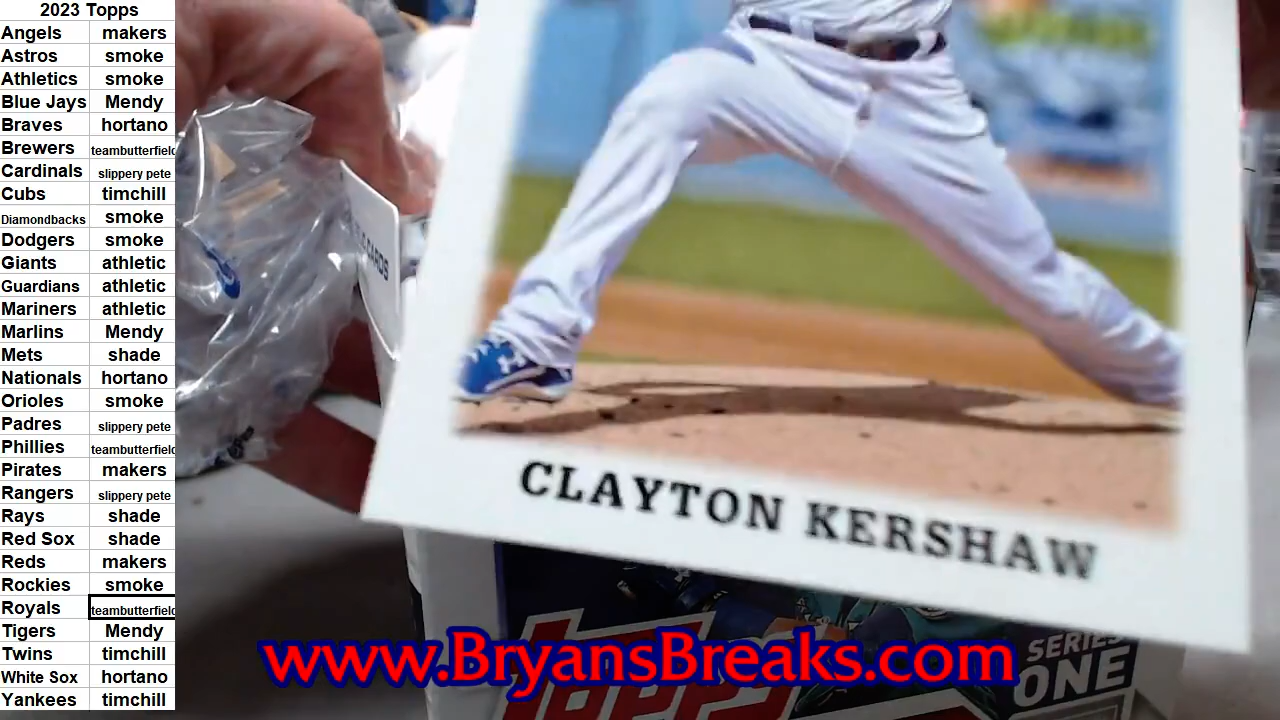 2023 Topps
Angels makers
Astros smoke
Athletics smoke
Blue Jays Mendy
Braves hortano
Brewers teambutterfield
Cardinals slippery pete
Cubs timchill
Diamondbacks smoke
Dodgers smoke
Giants athletic
Guardians athletic
Mariners athletic
Marlins Mendy
Mets shade
Nationals hortano
Orioles smoke
Padres slippery pete
Phillies teambutterfield
Pirates makers
Rangers slippery pete
Rays shade
Red Sox shade
Reds makers
Rockies smoke
Royals teambutterfield
Tigers Mendy
Twins timchill
White Sox hortano
Yankees timchill
CARDS
CLAYTON KERSHAW
www.BryansBreaks.com
Topps
SERIES
ONE